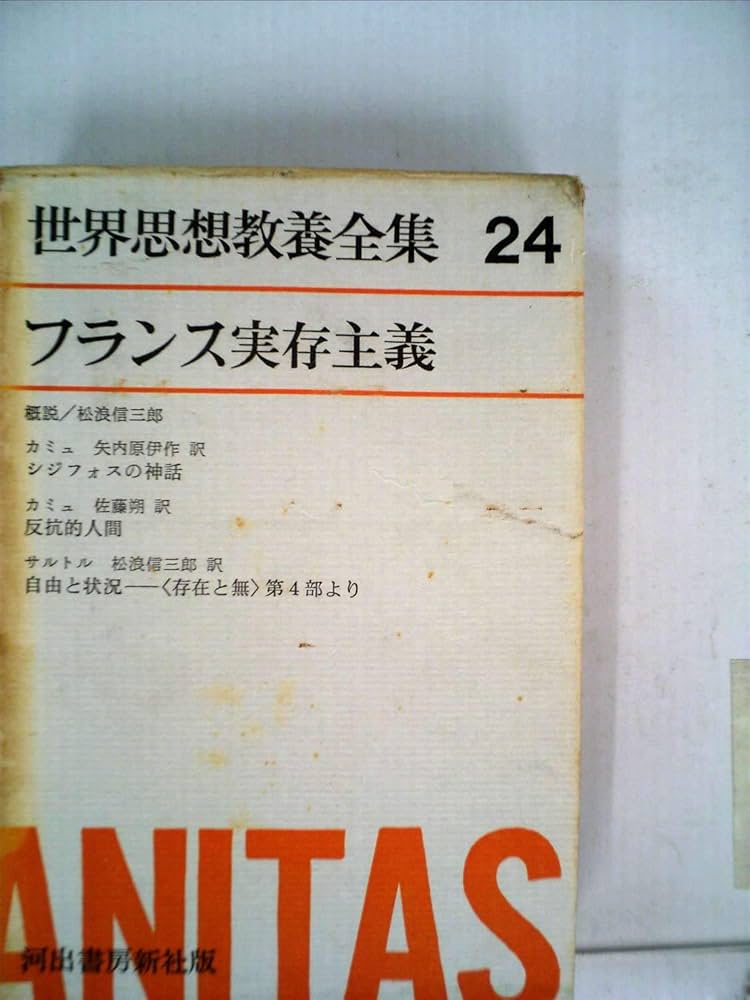 世界思想教養全集 24
フランス実存主義
概説／松浪信三郎
カミュ 矢内原伊作 訳
シジフォスの神話
カミュ 佐藤朔 訳
反抗的人間
サルトル 松浪信三郎 訳
自由と状況――〈存在と無〉第4部より
ANITAS
河出書房新社版